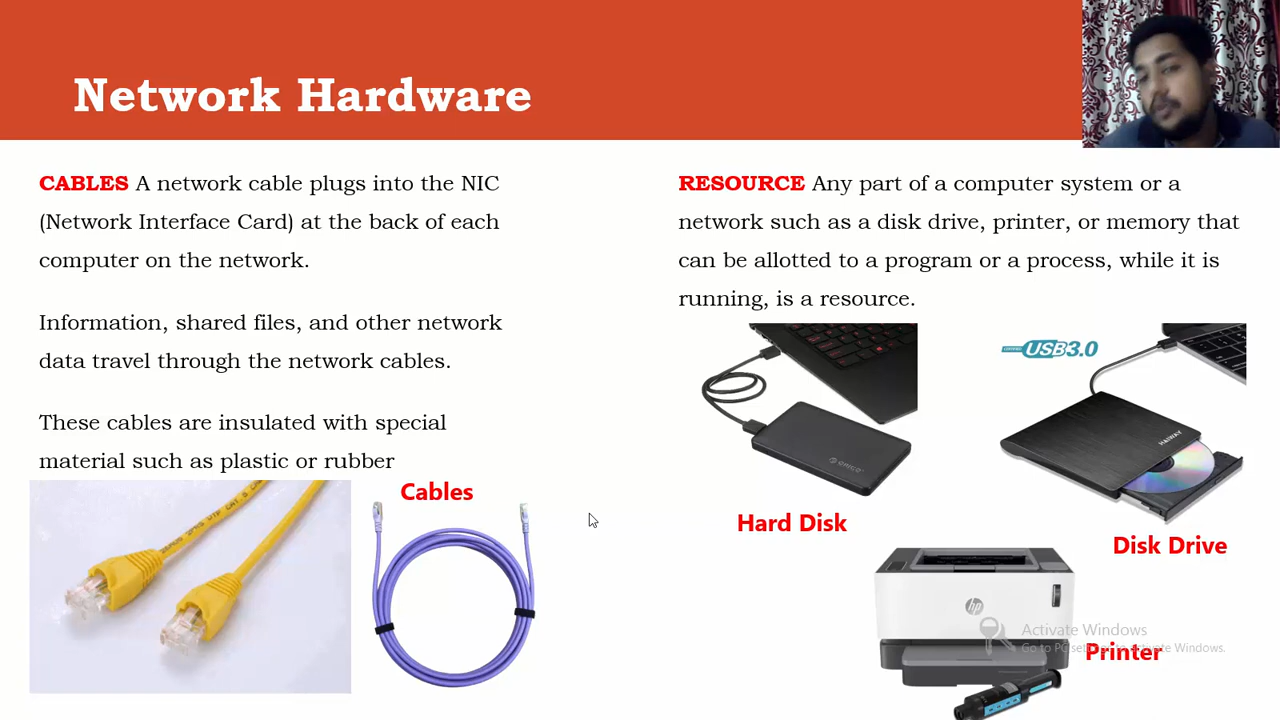 Network Hardware
CABLES A network cable plugs into the NIC
(Network Interface Card) at the back of each
computer on the network.
Information, shared files, and other network
data travel through the network cables.
These cables are insulated with special
material such as plastic or rubber
Cables
RESOURCE Any part of a computer system or a
network such as a disk drive, printer, or memory that
can be allotted to a program or a process, while it is
running, is a resource.
USB3.0
ORICO
Hard Disk
Disk Drive
hp
Activate Windows
Printer